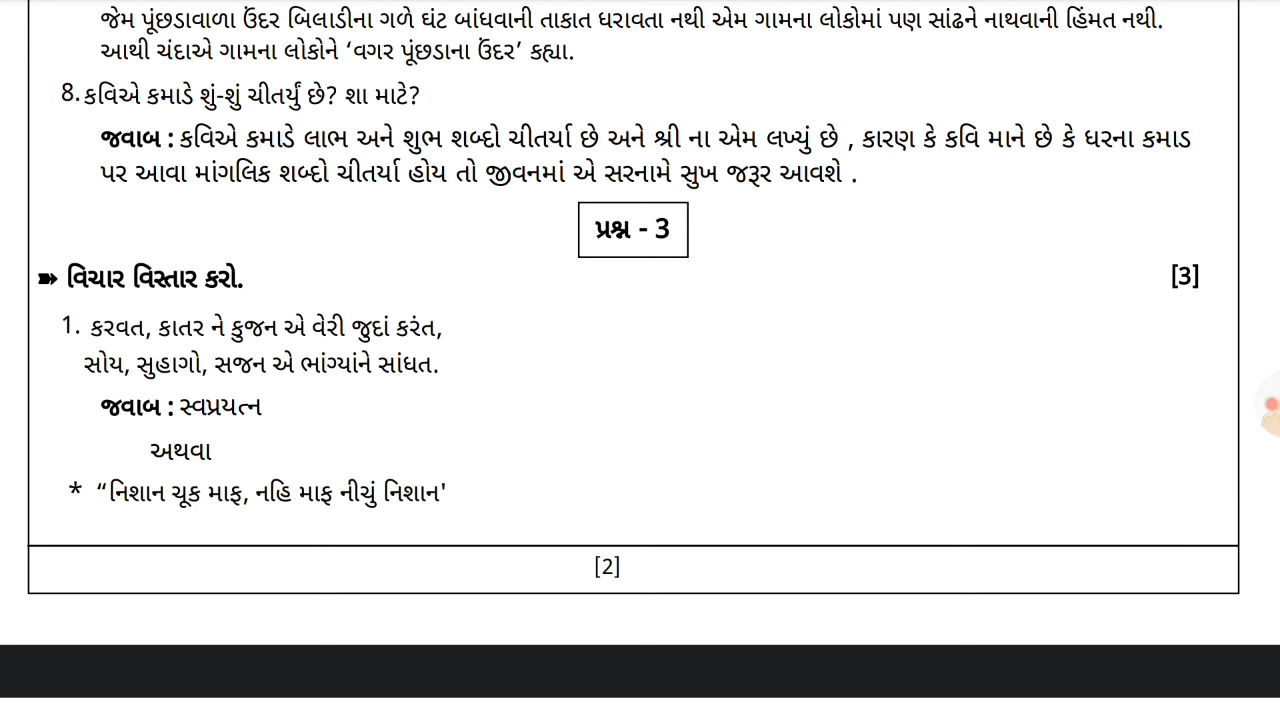 જેમ પૂંછડાવાળા ઉંદર બિલાડીના ગળે ઘંટ બાંધવાની તાકાત ધરાવતા નથી એમ ગામના લોકોમાં પણ સાંઢને નાથવાની હિંમત નથી.
આથી ચંદાએ ગામના લોકોને ‘વગર પૂંછડાના ઉંદર’ કહ્યા.
8. કવિએ કમાડે શું-શું ચીતર્યું છે? શા માટે?
જવાબ : કવિએ કમાડે લાભ અને શુભ શબ્દો ચીતર્યા છે અને શ્રી ના એમ લખ્યું છે , કારણ કે કવિ માને છે કે ધરના કમાડ
પર આવા માંગલિક શબ્દો ચીતર્યા હોય તો જીવનમાં એ સરનામે સુખ જરૂર આવશે .
પ્રશ્ન - 3
➽ વિચાર વિસ્તાર કરો. [3]
1. કરવત, કાતર ને કુજન એ વેરી જુદાં કરંત,
સોય, સુહાગો, સજન એ ભાંગ્યાંને સાંધત.
જવાબ : સ્વપ્રયત્ન
અથવા
* “નિશાન ચૂક માફ, નહિ માફ નીચું નિશાન'
[2]